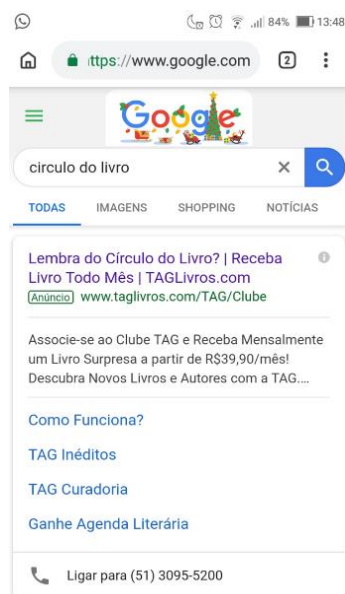 84% 13:48
https://www.google.com 2
Google
circulo do livro
TODAS IMAGENS SHOPPING NOTÍCIAS
Lembra do Círculo do Livro? | Receba
Livro Todo Mês | TAGLivros.com
Anúncio www.taglivros.com/TAG/Clube
Associe-se ao Clube TAG e Receba Mensalmente
um Livro Surpresa a partir de R$39,90/mês!
Descubra Novos Livros e Autores com a TAG....
Como Funciona?
TAG Inéditos
TAG Curadoria
Ganhe Agenda Literária
Ligar para (51) 3095-5200